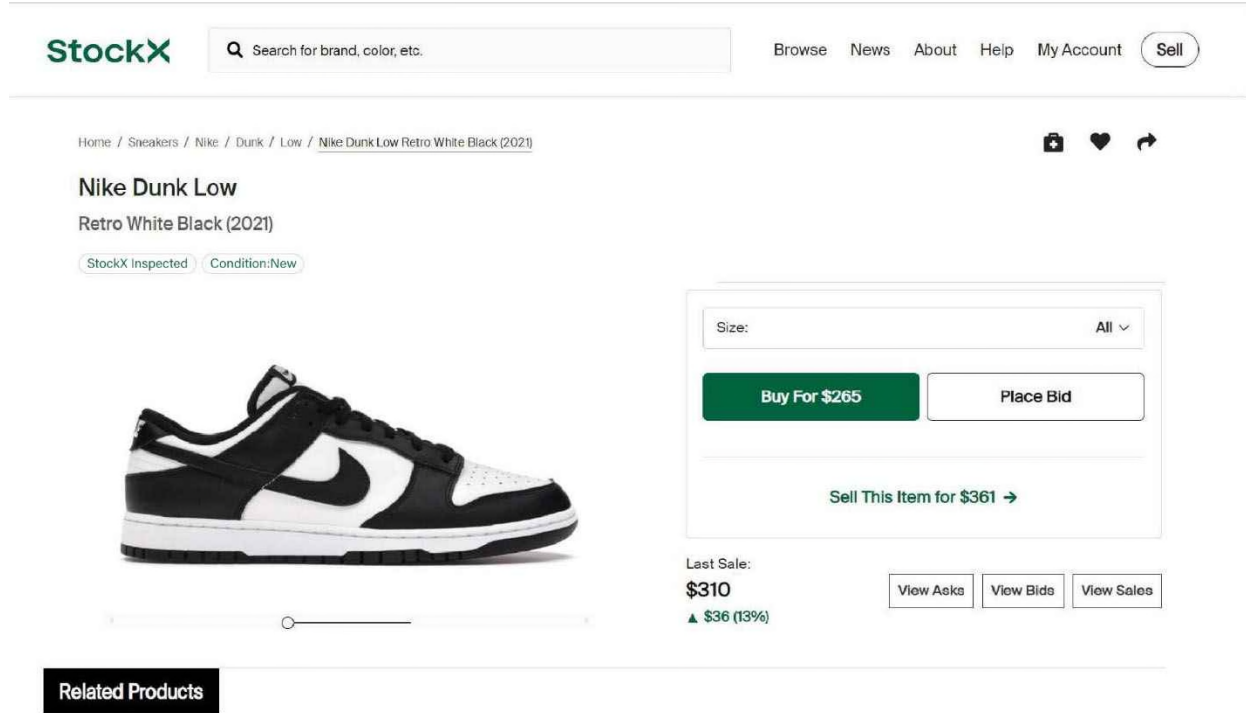 StockX
Search for brand, color, etc.
Browse News About Help My Account Sell
Home / Sneakers / Nike / Dunk / Low / Nike Dunk Low Retro White Black (2021)
Nike Dunk Low
Retro White Black (2021)
StockX Inspected Condition:New
Size: All
Buy For $265 Place Bid
Sell This Item for $361 →
Last Sale:
$310
▲ $36 (13%)
View Asks View Bids View Sales
Related Products